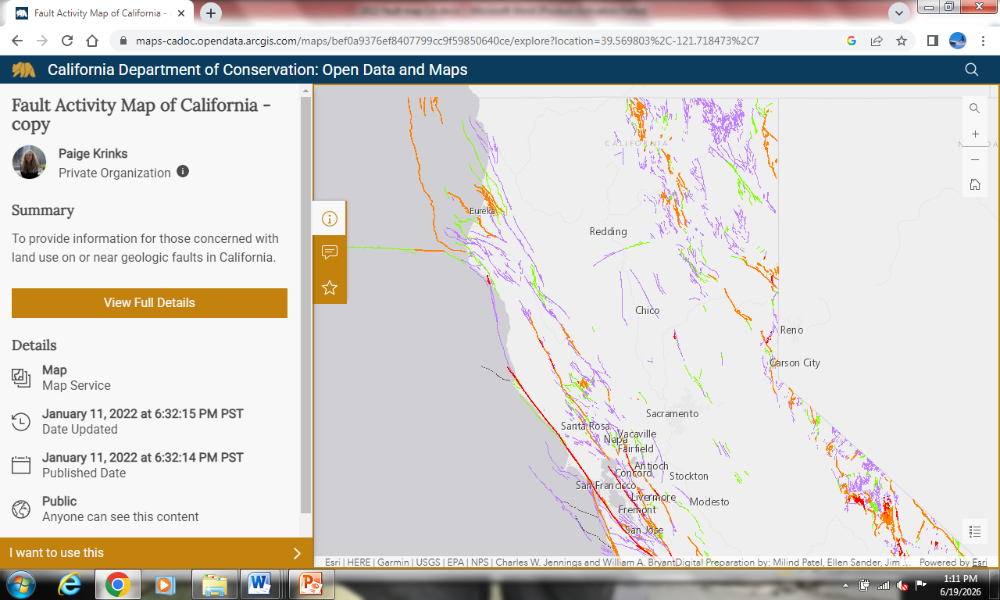 Fault Activity Map of California -
maps-cadoc.opendata.arcgis.com/maps/bef0a9376ef8407799cc9f59850640ce/explore?location=39.569803%2C-121.718473%2C7
California Department of Conservation: Open Data and Maps
Fault Activity Map of California -
copy
Paige Krinks
Private Organization
Summary
To provide information for those concerned with
land use on or near geologic faults in California.
View Full Details
Details
Map
Map Service
January 11, 2022 at 6:32:15 PM PST
Date Updated
January 11, 2022 at 6:32:14 PM PST
Published Date
Public
Anyone can see this content
I want to use this
CALIFORNIA
Eureka
Redding
Chico
Reno
Carson City
Sacramento
Santa Rosa
Vacaville
Napa
Fairfield
Antioch
Concord
Stockton
San Francisco
Livermore
Modesto
Fremont
San Jose
Esri | HERE | Garmin | USGS | EPA | NPS | Charles W. Jennings and William A. BryantDigital Preparation by: Milind Patel, Ellen Sander, Jim ...
Powered by Esri
1:11 PM
6/19/2026